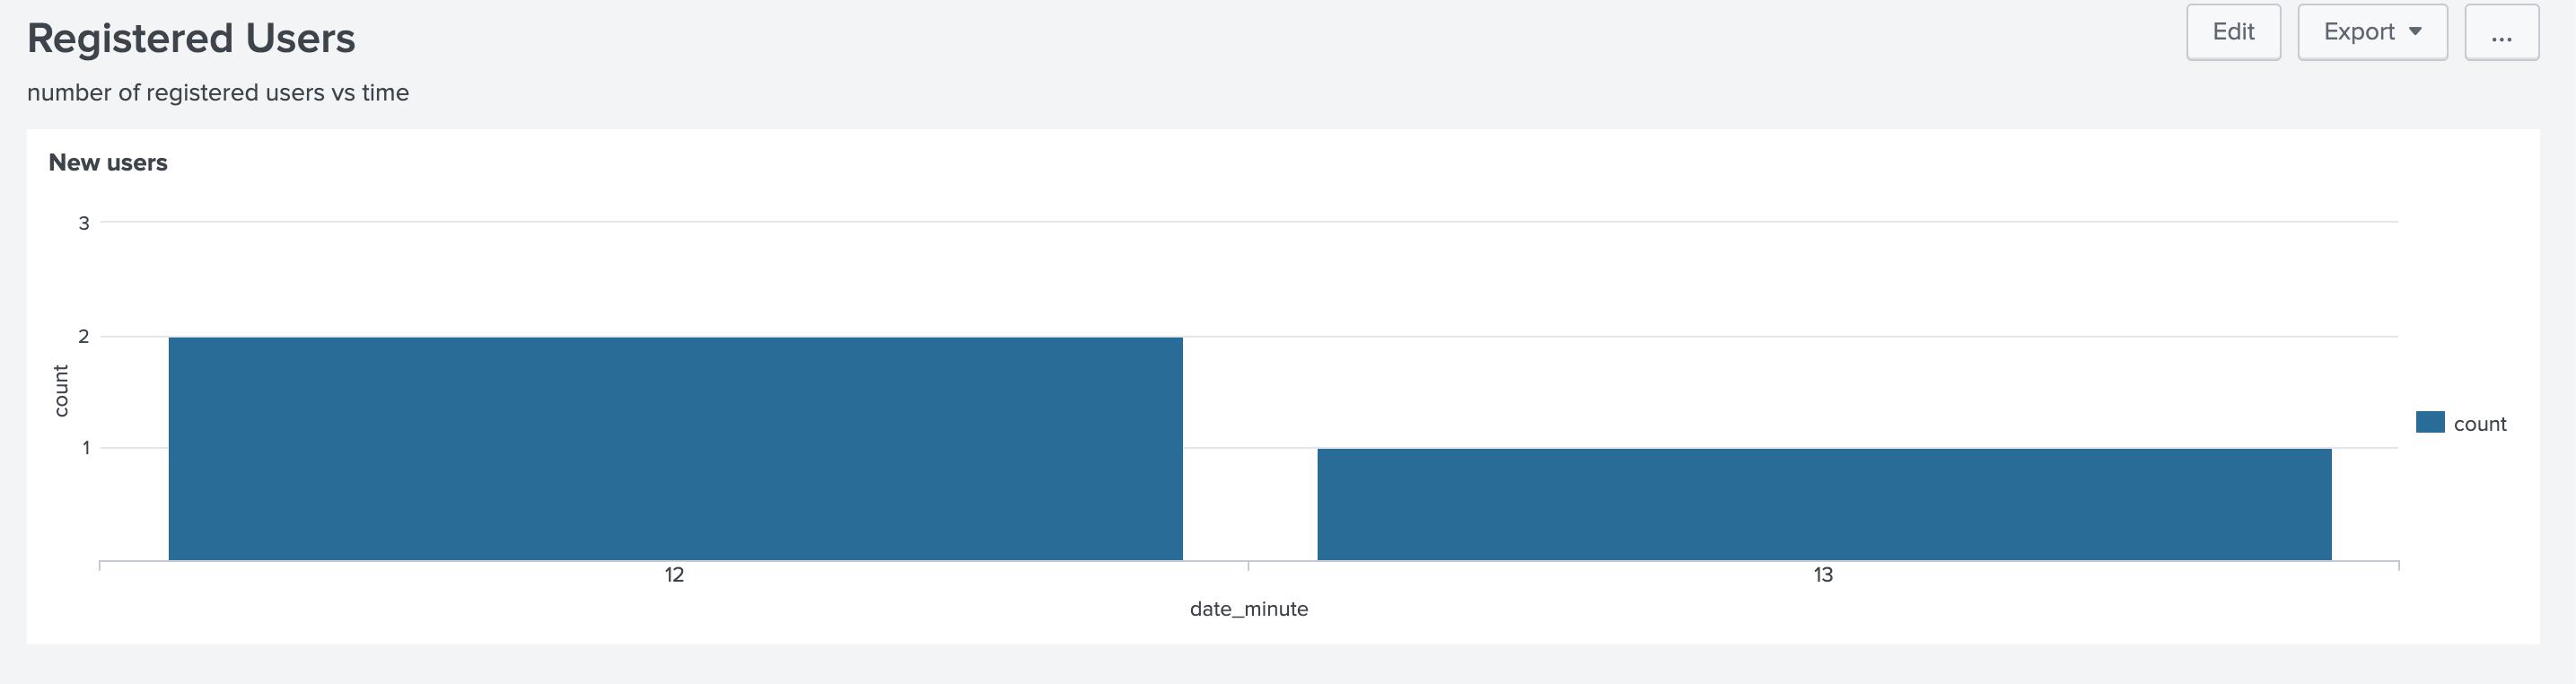 Registered Users
Edit
Export
...
number of registered users vs time
New users
3
2
1
count
count
12
13
date_minute